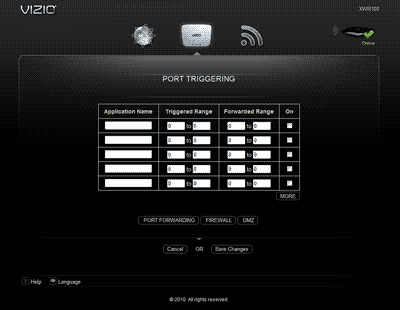 VIZIO
XWR100
vizio
Online
PORT TRIGGERING
Application Name Triggered Range Forwarded Range On
0 to 0 0 to 0
0 to 0 0 to 0
0 to 0 0 to 0
0 to 0 0 to 0
0 to 0 0 to 0
MORE
PORT FORWARDING FIREWALL DMZ
Cancel OR Save Changes
? Help Language
© 2010. All rights reserved.